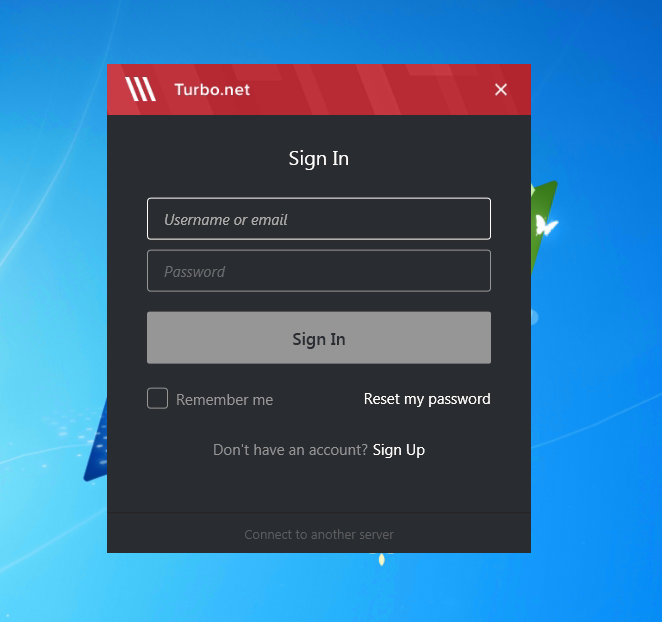 Turbo.net
Sign In
Username or email
Password
Sign In
Remember me Reset my password
Don't have an account? Sign Up
Connect to another server